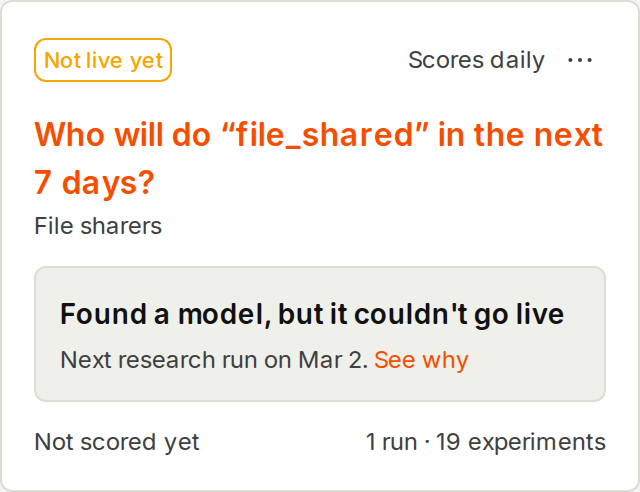 Not live yet
Scores daily ···
Who will do “file_shared” in the next
7 days?
File sharers
Found a model, but it couldn't go live
Next research run on Mar 2. See why
Not scored yet
1 run · 19 experiments